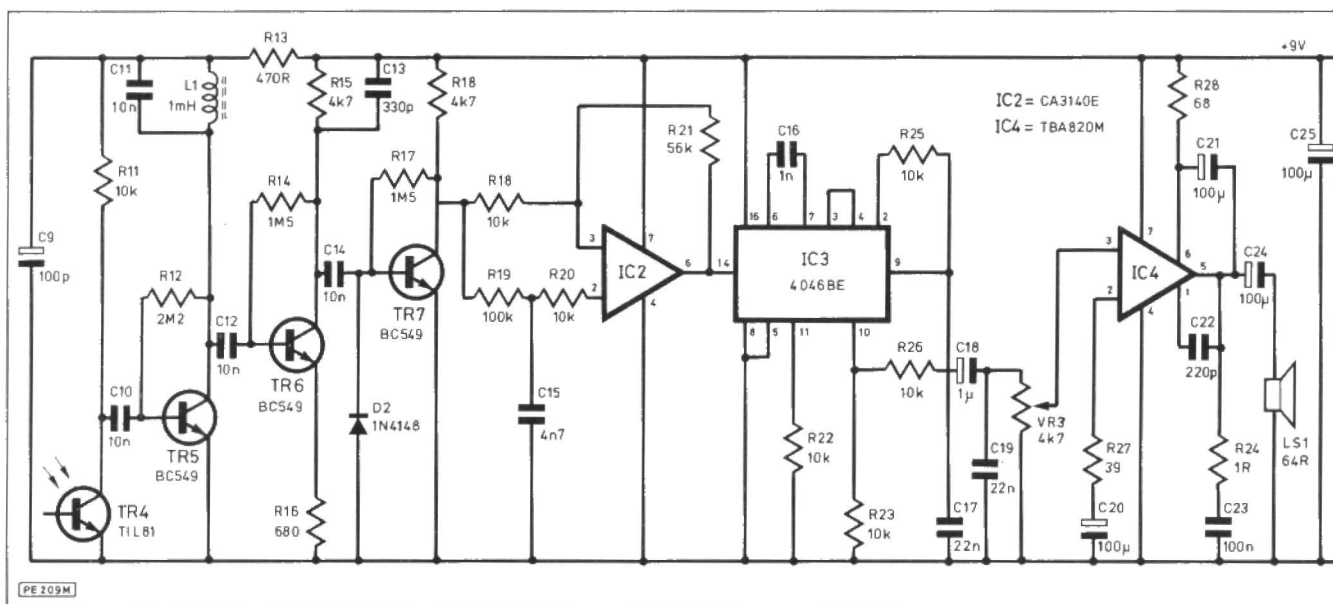 +9V
R13
470R
C11
10n
L1
1mH
R15
4k7
C13
330p
R18
4k7
R28
68
IC2 = CA3140E
IC4 = TBA820M
R21
56k
C16
1n
R25
10k
C21
100µ
C25
100µ
R11
10k
R14
1M5
R17
1M5
R18
10k
16
6
7
3
4
2
C9
100p
R12
2M2
C12
10n
C14
10n
TR7
BC549
R19
100k
R20
10k
3
2
7
6
4
IC2
14
IC3
4046BE
9
8
5
11
10
3
2
7
6
5
1
4
IC4
C24
100µ
C22
220p
TR6
BC549
C10
10n
TR5
BC549
D2
1N4148
C15
4n7
R26
10k
C18
1µ
VR3
4k7
R22
10k
C19
22n
R27
39
R24
1R
LS1
64R
TR4
TIL81
R16
680
R23
10k
C17
22n
C20
100µ
C23
100n
PE209M